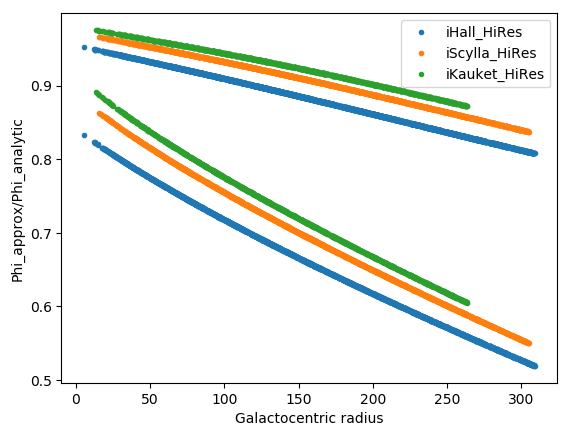 iHall_HiRes
iScylla_HiRes
iKauket_HiRes
0.9
0.8
0.7
0.6
0.5
Phi_approx/Phi_analytic
0 50 100 150 200 250 300
Galactocentric radius